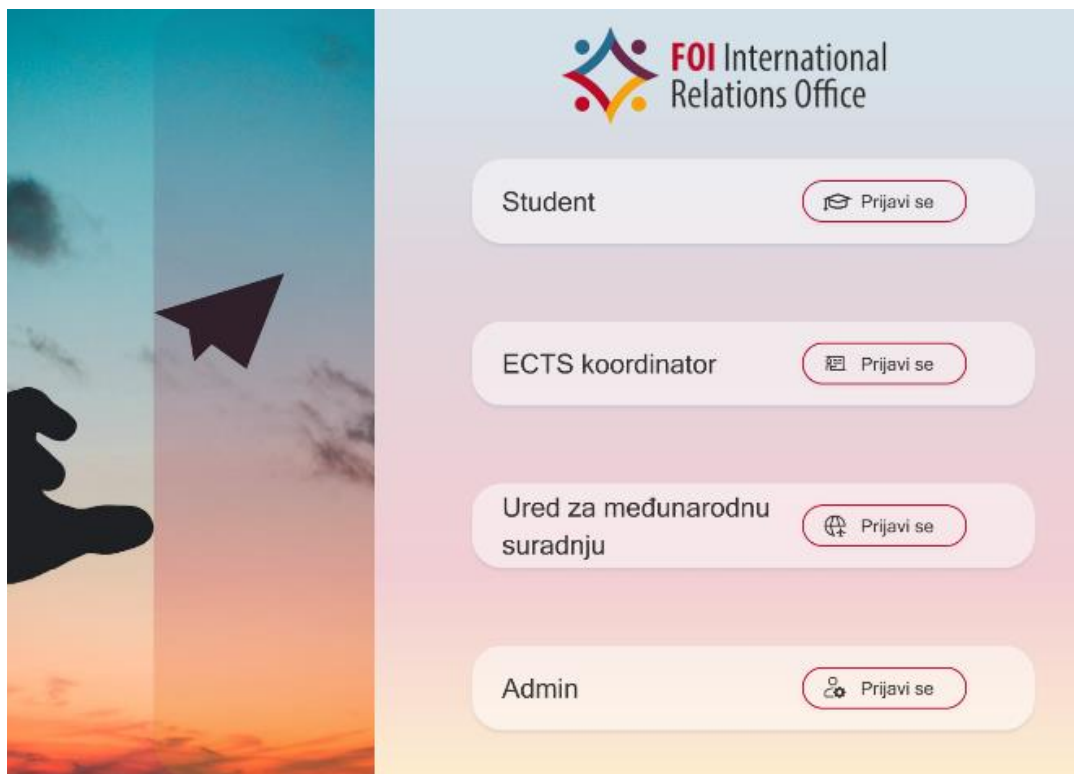 FOI International
Relations Office
Student
Prijavi se
ECTS koordinator
Prijavi se
Ured za međunarodnu
suradnju
Prijavi se
Admin
Prijavi se